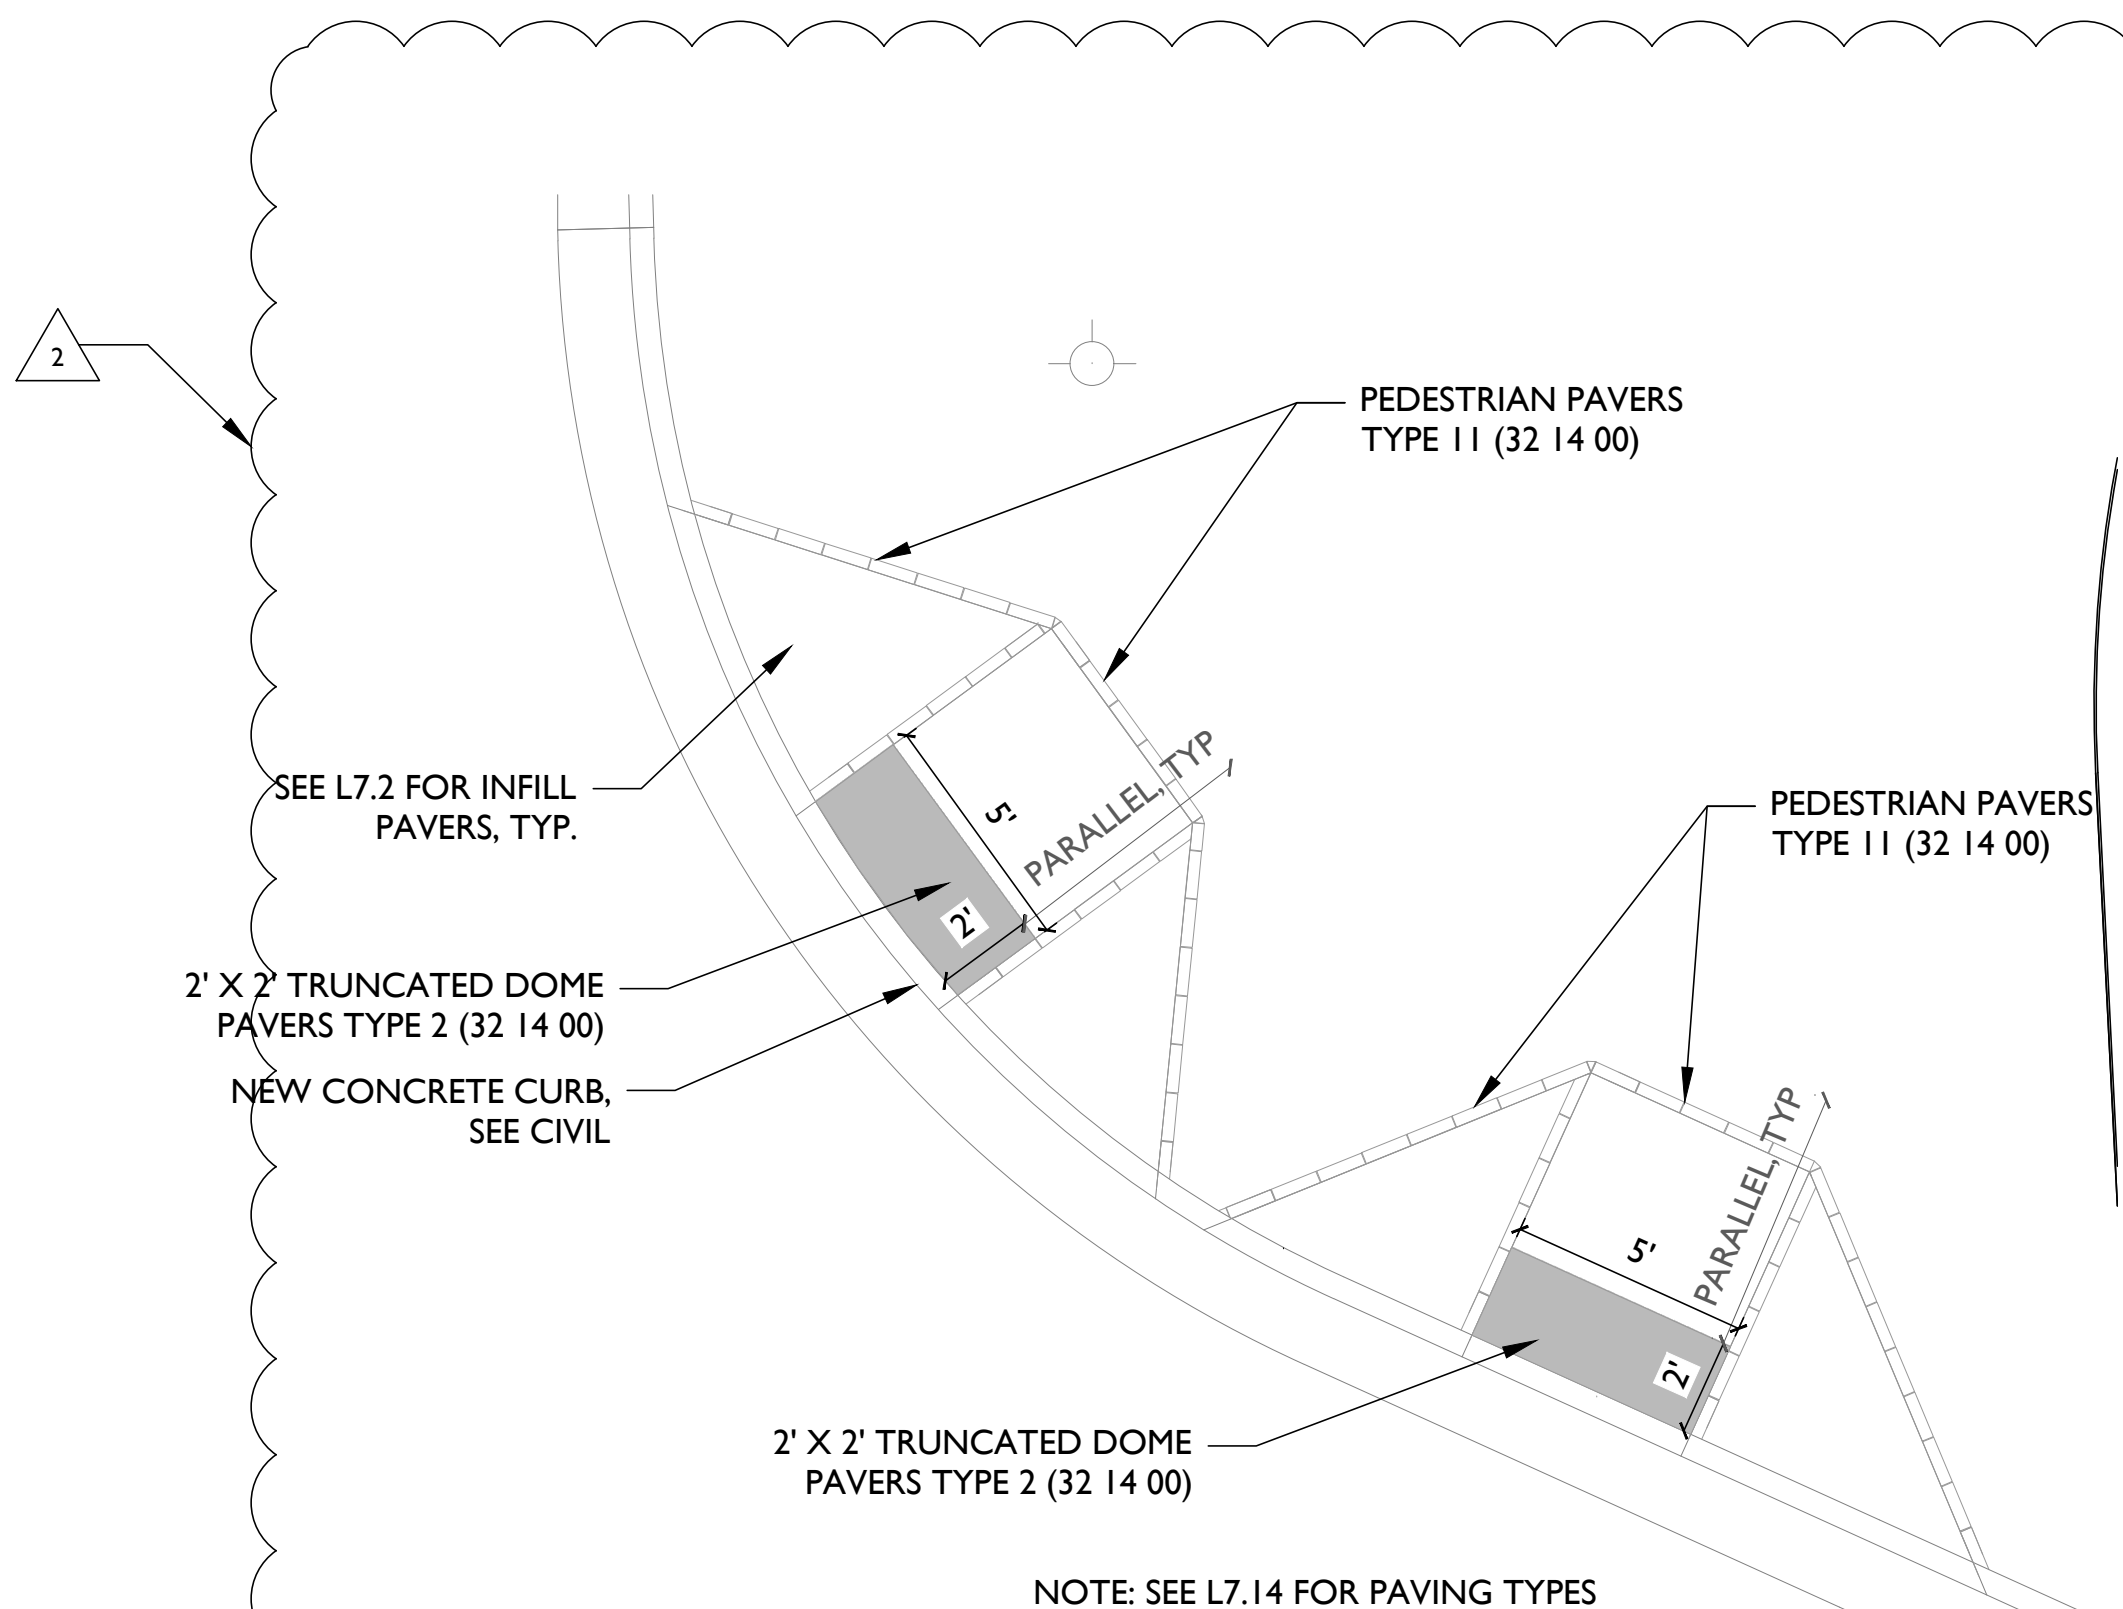 2
PEDESTRIAN PAVERS
TYPE 11 (32 14 00)
SEE L7.2 FOR INFILL
PAVERS, TYP.
5'
PARALLEL, TYP
2'
PEDESTRIAN PAVERS
TYPE 11 (32 14 00)
2' X 2' TRUNCATED DOME
PAVERS TYPE 2 (32 14 00)
NEW CONCRETE CURB,
SEE CIVIL
5'
PARALLEL, TYP
2'
2' X 2' TRUNCATED DOME
PAVERS TYPE 2 (32 14 00)
NOTE: SEE L7.14 FOR PAVING TYPES